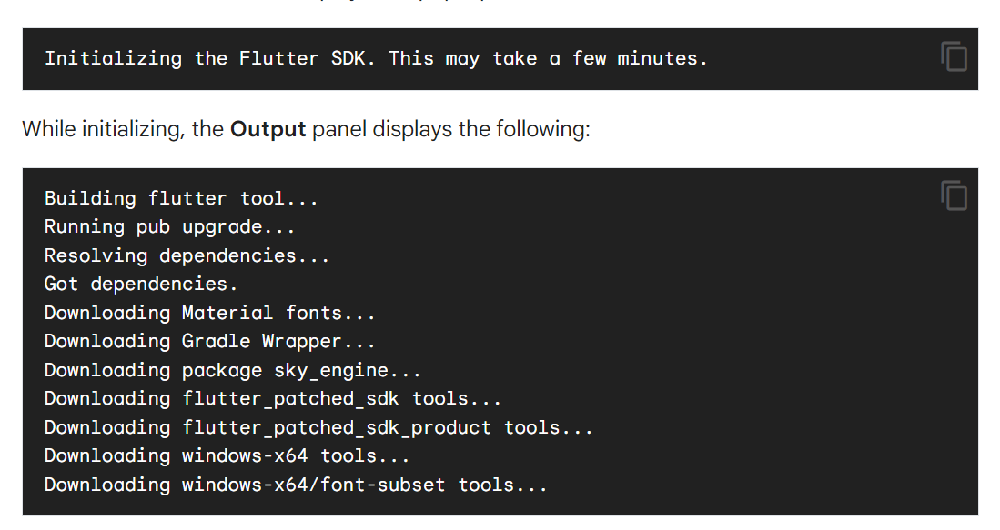 Initializing the Flutter SDK. This may take a few minutes.
While initializing, the Output panel displays the following:
Building flutter tool...
Running pub upgrade...
Resolving dependencies...
Got dependencies.
Downloading Material fonts...
Downloading Gradle Wrapper...
Downloading package sky_engine...
Downloading flutter_patched_sdk tools...
Downloading flutter_patched_sdk_product tools...
Downloading windows-x64 tools...
Downloading windows-x64/font-subset tools...